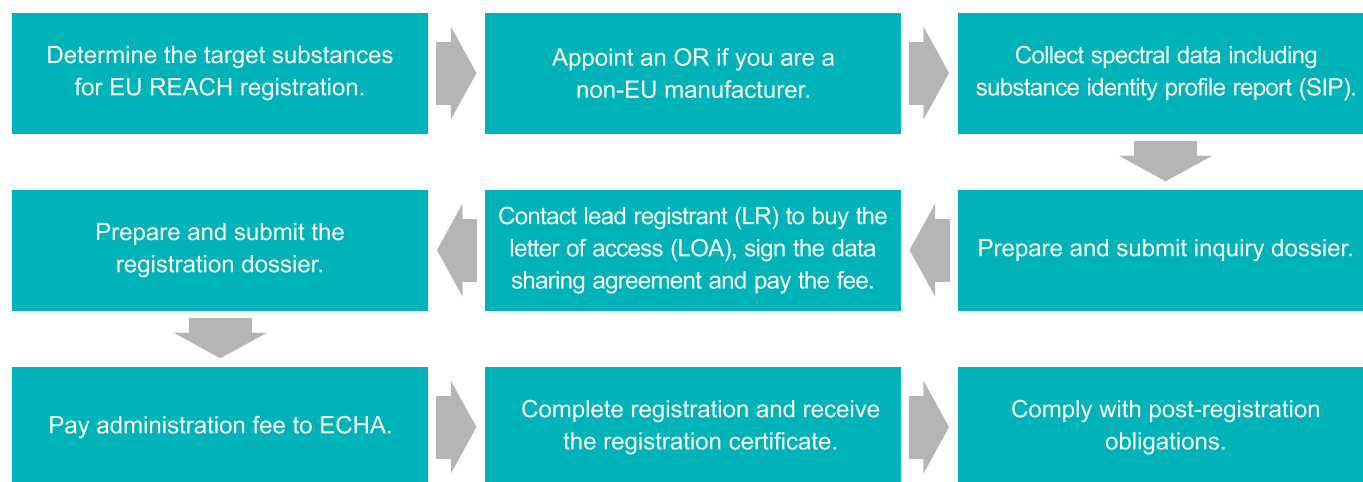 Determine the target substances
for EU REACH registration.
Appoint an OR if you are a
non-EU manufacturer.
Collect spectral data including
substance identity profile report (SIP).
Prepare and submit inquiry dossier.
Contact lead registrant (LR) to buy the
letter of access (LOA), sign the data
sharing agreement and pay the fee.
Prepare and submit the
registration dossier.
Pay administration fee to ECHA.
Complete registration and receive
the registration certificate.
Comply with post-registration
obligations.